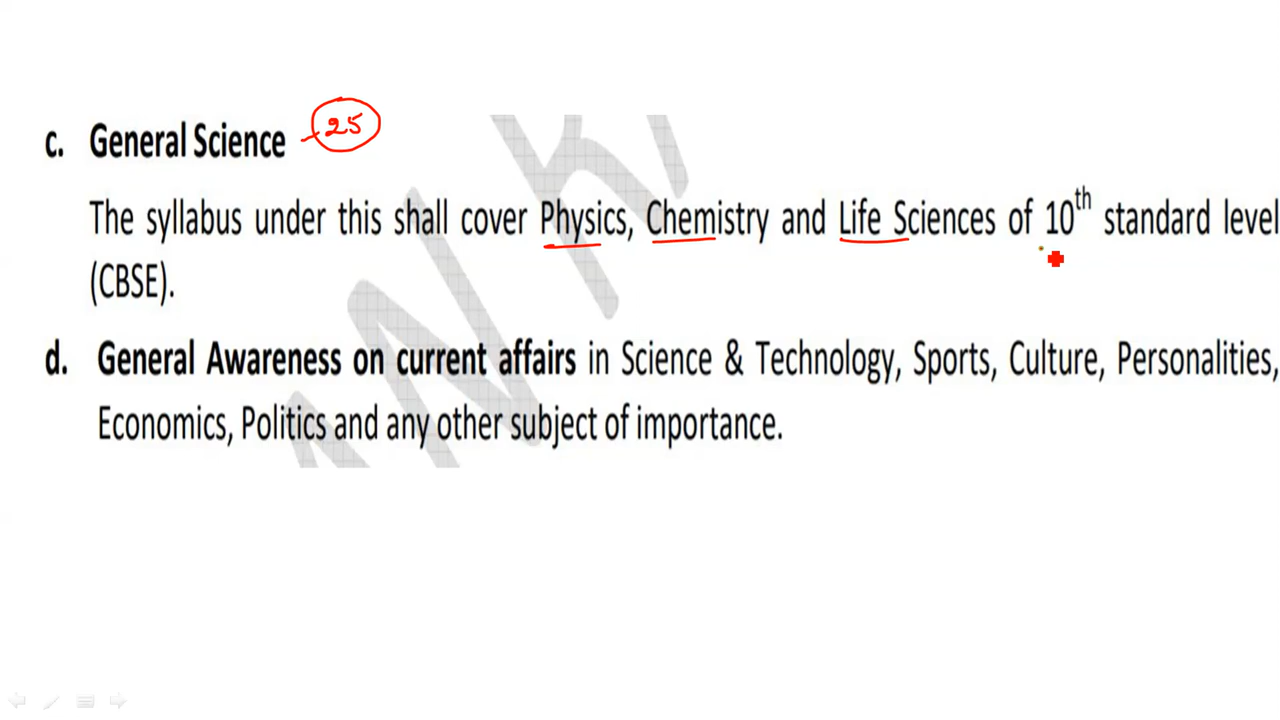 c. General Science - 25
The syllabus under this shall cover Physics, Chemistry and Life Sciences of 10th standard level
(CBSE).
d. General Awareness on current affairs in Science & Technology, Sports, Culture, Personalities,
Economics, Politics and any other subject of importance.